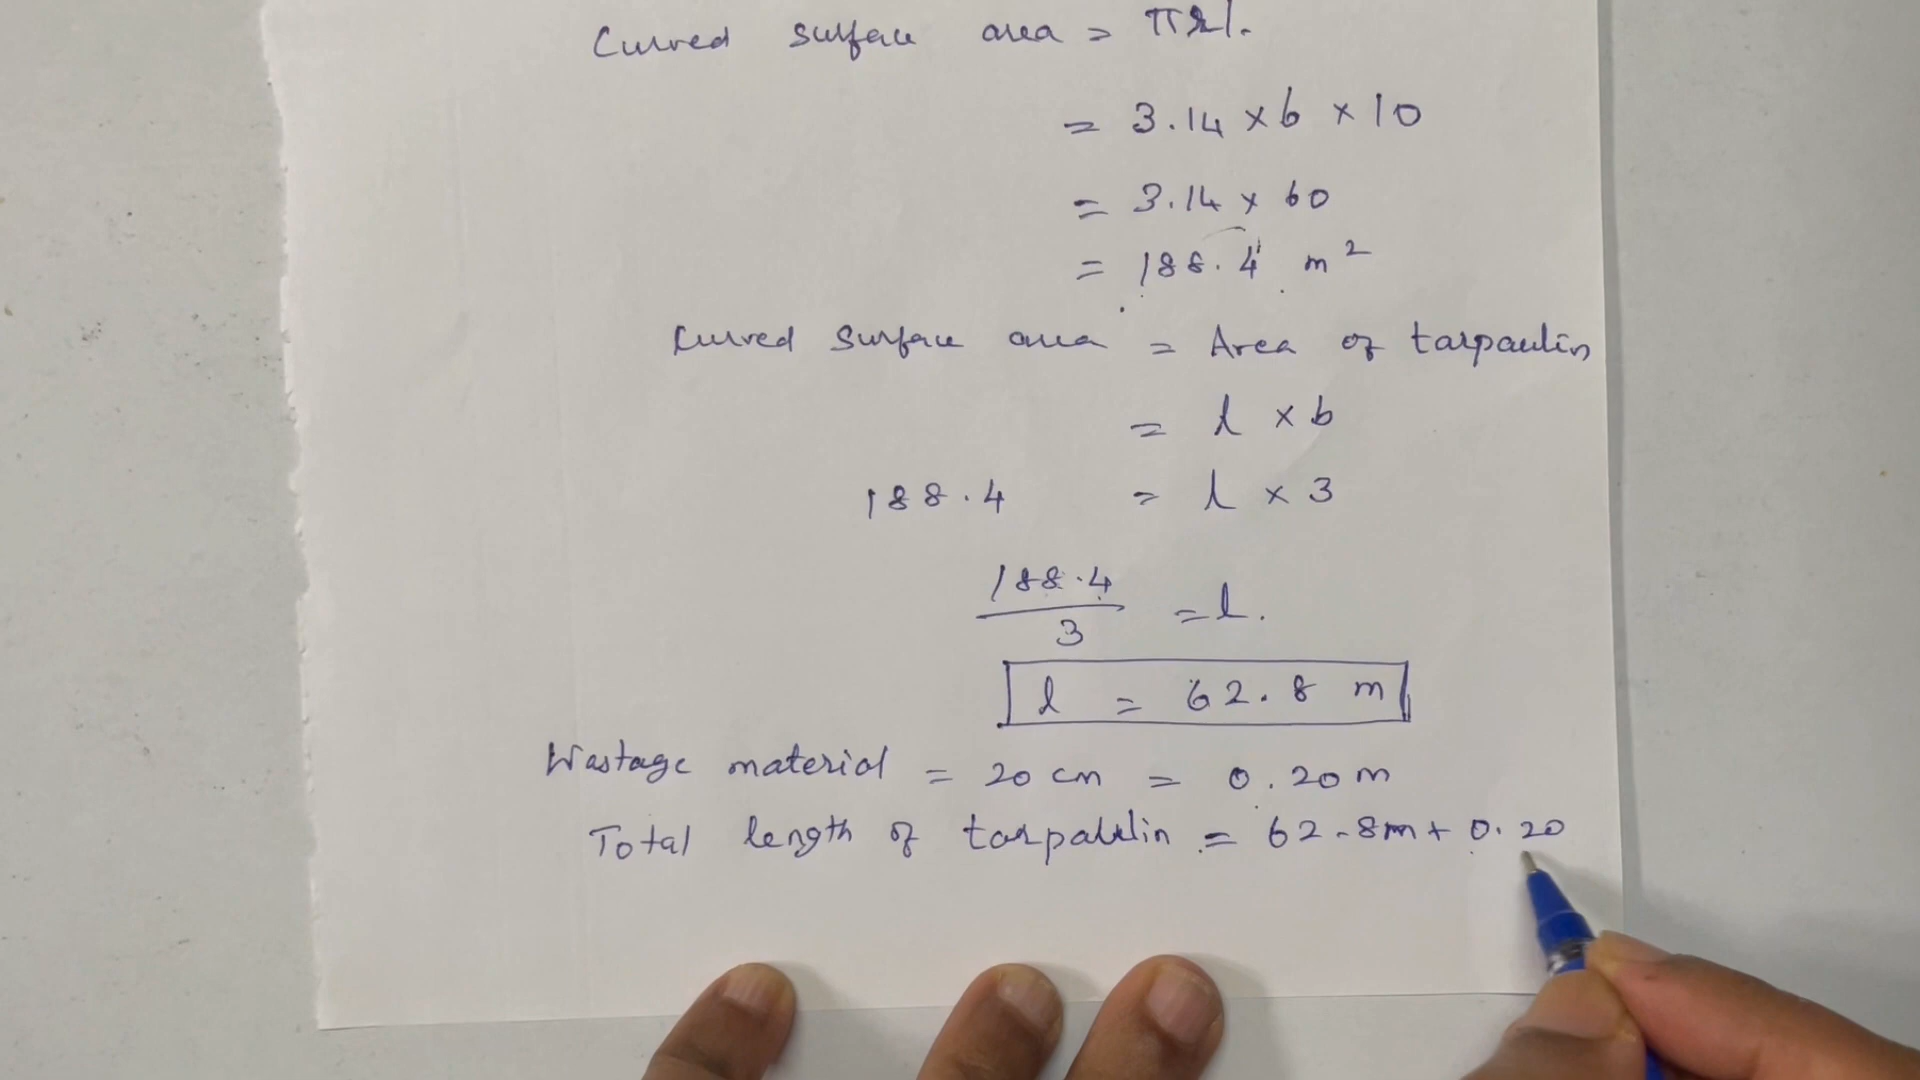 Curved surface area = πrl.
= 3.14 × 6 × 10
= 3.14 × 60
= 188.4 m²
Curved surface area = Area of tarpaulin
= l × b
188.4 = l × 3
188.4/3 = l.
l = 62.8 m
Wastage material = 20 cm = 0.20 m
Total length of tarpaulin = 62.8m + 0.20